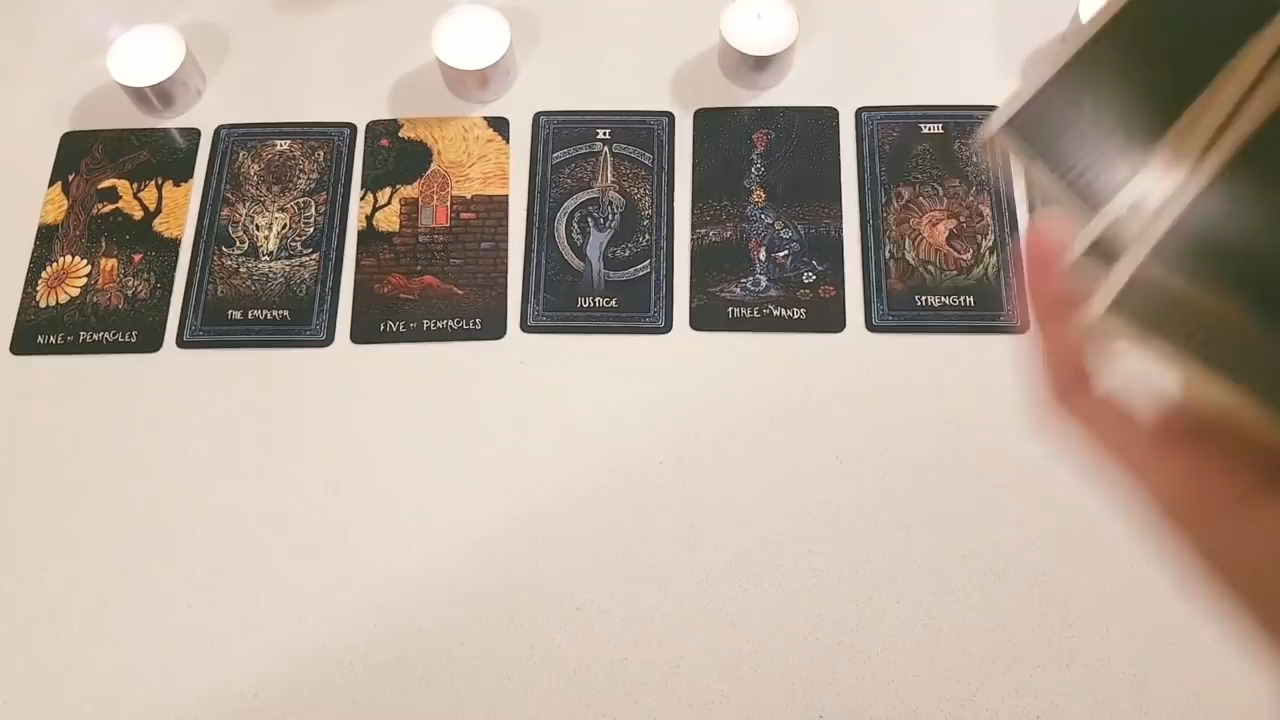 NINE OF PENTACLES
IV
THE EMPEROR
FIVE OF PENTACLES
XI
JUSTICE
THREE OF WANDS
VIII
STRENGTH